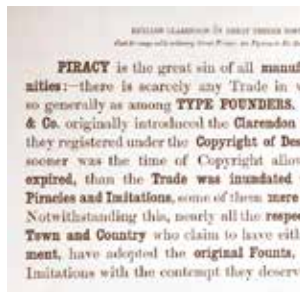 PIRACY is the great sin of all manuf
nities:—there is scarcely any Trade in
so generally as among TYPE FOUNDERS.
& Co. originally introduced the Clarendon
they registered under the Copyright of Des
sooner was the time of Copyright allo
expired, than the Trade was inundated
Piracies and Imitations, some of them mere
Notwithstanding this, nearly all the respe
Town and Country who claim to have eith
ment, have adopted the original Founts,
Imitations with the contempt they deserv